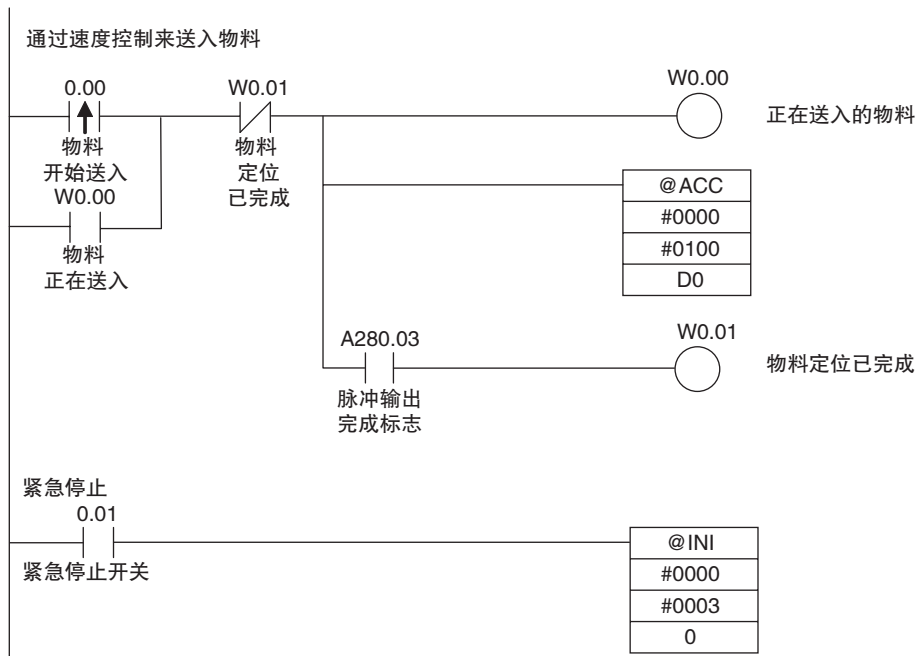 通过速度控制来送入物料
0.00
W0.01
W0.00
正在送入的物料
物料
开始送入
物料
定位
已完成
@ACC
#0000
#0100
D0
W0.00
物料
正在送入
A280.03
W0.01
物料定位已完成
脉冲输出
完成标志
紧急停止
0.01
紧急停止开关
@INI
#0000
#0003
0